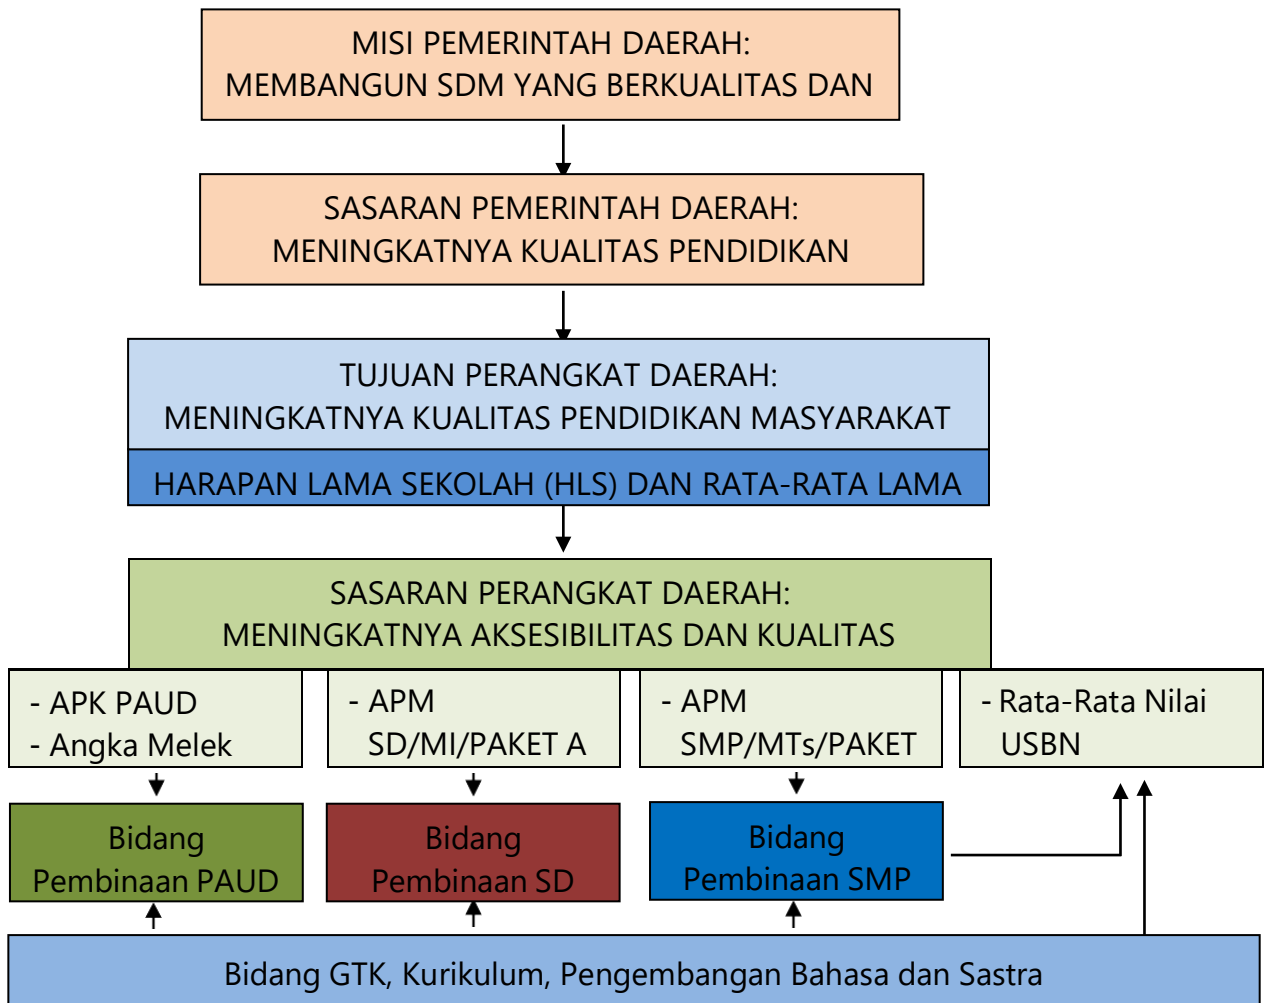 MISI PEMERINTAH DAERAH:
MEMBANGUN SDM YANG BERKUALITAS DAN
SASARAN PEMERINTAH DAERAH:
MENINGKATNYA KUALITAS PENDIDIKAN
TUJUAN PERANGKAT DAERAH:
MENINGKATNYA KUALITAS PENDIDIKAN MASYARAKAT
HARAPAN LAMA SEKOLAH (HLS) DAN RATA-RATA LAMA
SASARAN PERANGKAT DAERAH:
MENINGKATNYA AKSESIBILITAS DAN KUALITAS
- APK PAUD
- Angka Melek
- APM
SD/MI/PAKET A
- APM
SMP/MTs/PAKET
- Rata-Rata Nilai
USBN
Bidang
Pembinaan PAUD
Bidang
Pembinaan SD
Bidang
Pembinaan SMP
Bidang GTK, Kurikulum, Pengembangan Bahasa dan Sastra